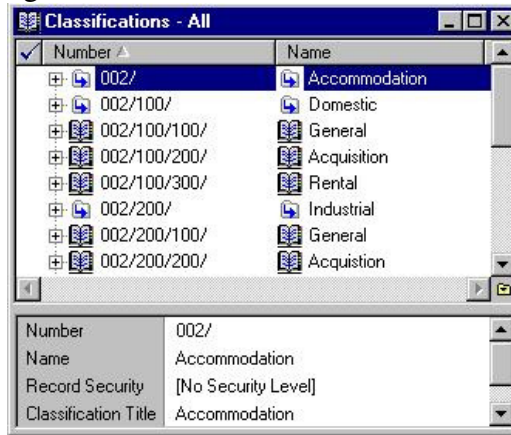 Classifications - All
Number Name
002/ Accommodation
002/100/ Domestic
002/100/100/ General
002/100/200/ Acquisition
002/100/300/ Rental
002/200/ Industrial
002/200/100/ General
002/200/200/ Acquistion
Number 002/
Name Accommodation
Record Security [No Security Level]
Classification Title Accommodation